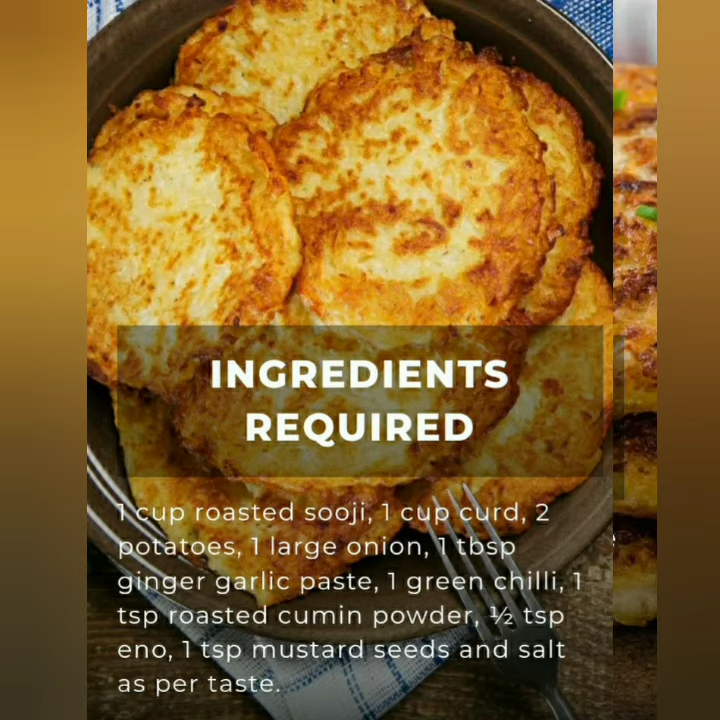 INGREDIENTS
REQUIRED
1 cup roasted sooji, 1 cup curd, 2
potatoes, 1 large onion, 1 tbsp
ginger garlic paste, 1 green chilli, 1
tsp roasted cumin powder, ½ tsp
eno, 1 tsp mustard seeds and salt
as per taste.